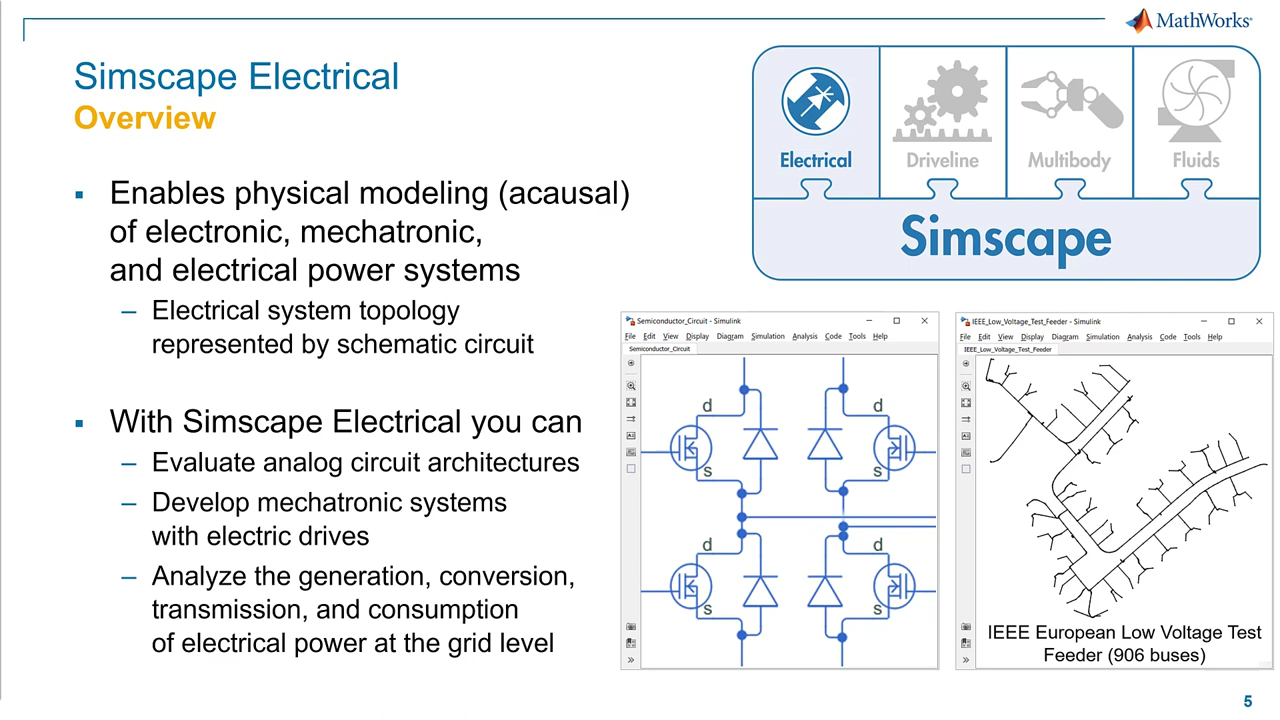 MathWorks®
Simscape Electrical
Overview
Electrical
Driveline
Multibody
Fluids
Simscape
▪ Enables physical modeling (acausal)
of electronic, mechatronic,
and electrical power systems
– Electrical system topology
represented by schematic circuit
▪ With Simscape Electrical you can
– Evaluate analog circuit architectures
– Develop mechatronic systems
with electric drives
– Analyze the generation, conversion,
transmission, and consumption
of electrical power at the grid level
Semiconductor_Circuit - Simulink
File Edit View Display Diagram Simulation Analysis Code Tools Help
Semiconductor_Circuit
d
d
s
s
d
d
s
s
IEEE_Low_Voltage_Test_Feeder - Simulink
File Edit View Display Diagram Simulation Analysis Code Tools Help
IEEE_Low_Voltage_Test_Feeder
IEEE European Low Voltage Test
Feeder (906 buses)
5